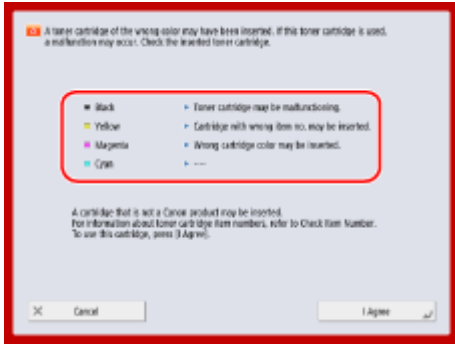 A toner cartridge of the wrong color may have been inserted. If this toner cartridge is used,
a malfunction may occur. Check the inserted toner cartridge.
Black Toner cartridge may be malfunctioning.
Yellow Cartridge with wrong item no. may be inserted.
Magenta Wrong cartridge color may be inserted.
Cyan ----
A cartridge that is not a Canon product may be inserted.
For information about toner cartridge item numbers, refer to Check Item Number.
To use this cartridge, press [I Agree].
Cancel I Agree